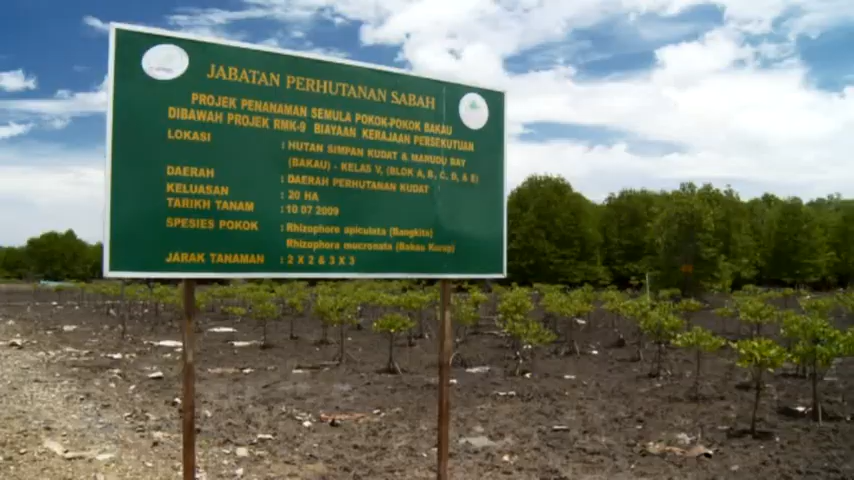 JABATAN PERHUTANAN SABAH
PROJEK PENANAMAN SEMULA POKOK-POKOK BAKAU
DIBAWAH PROJEK RMK-9 BIAYAAN KERAJAAN PERSEKUTUAN
LOKASI : HUTAN SIMPAN KUDAT & MARUDU BAY
(BAKAU) - KELAS V, (BLOK A, B, C, D, & E)
DAERAH : DAERAH PERHUTANAN KUDAT
KELUASAN : 20 HA
TARIKH TANAM : 10 07 2009
SPESIES POKOK : Rhizophora apiculata (Bangkita)
Rhizophora mucronata (Bakau Kurap)
JARAK TANAMAN : 2 X 2 & 3 X 3